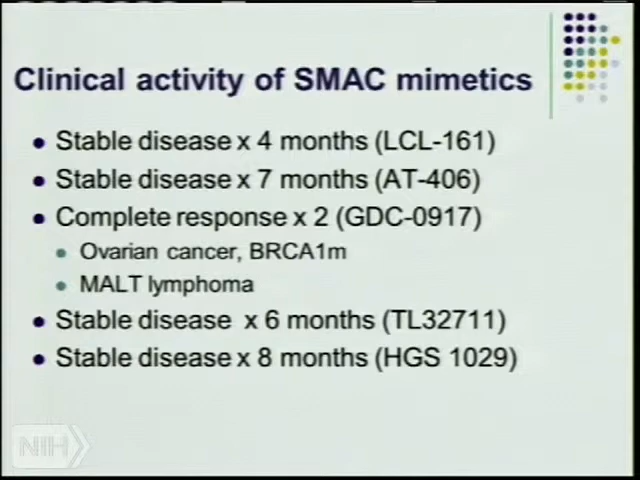 Clinical activity of SMAC mimetics
Stable disease x 4 months (LCL-161)
Stable disease x 7 months (AT-406)
Complete response x 2 (GDC-0917)
Ovarian cancer, BRCA1m
MALT lymphoma
Stable disease x 6 months (TL32711)
Stable disease x 8 months (HGS 1029)
NIH